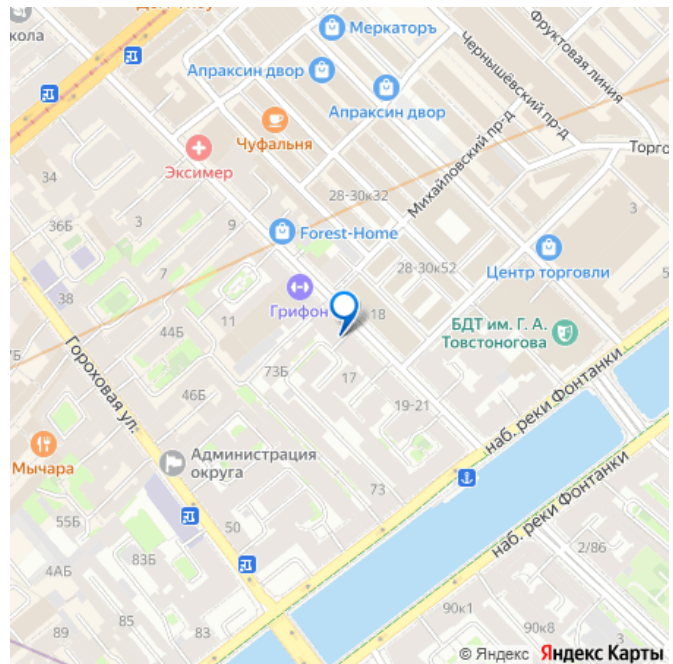 кола
Меркаторъ
Апраксин двор
Апраксин двор
Чернышёвский пр-д
Фруктовая линия
Чуфальня
Эксимер
Михайловский пр-д
Торго
34
36Б
3
9
28-30к32
3
Forest-Home
7
38
28-30к52
Центр торговли
5
Грифон
18
11
44Б
БДТ им. Г. А.
Товстоногова
Гороховая ул.
73Б
17
46Б
19-21
наб. реки Фонтанки
Мычара
Администрация
округа
73
наб. реки Фонтанки
55Б
50
83Б
2/86
4АБ
90к1
90к8
3
89
85
83
© Яндекс Яндекс Карты